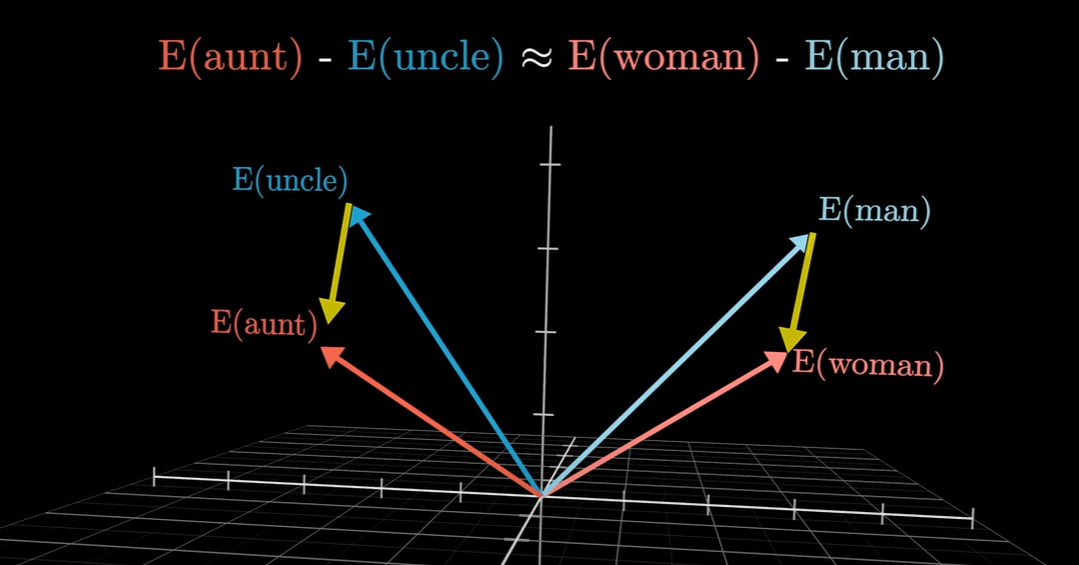 E(aunt) - E(uncle) ≈ E(woman) - E(man)
E(uncle)
E(man)
E(aunt)
E(woman)